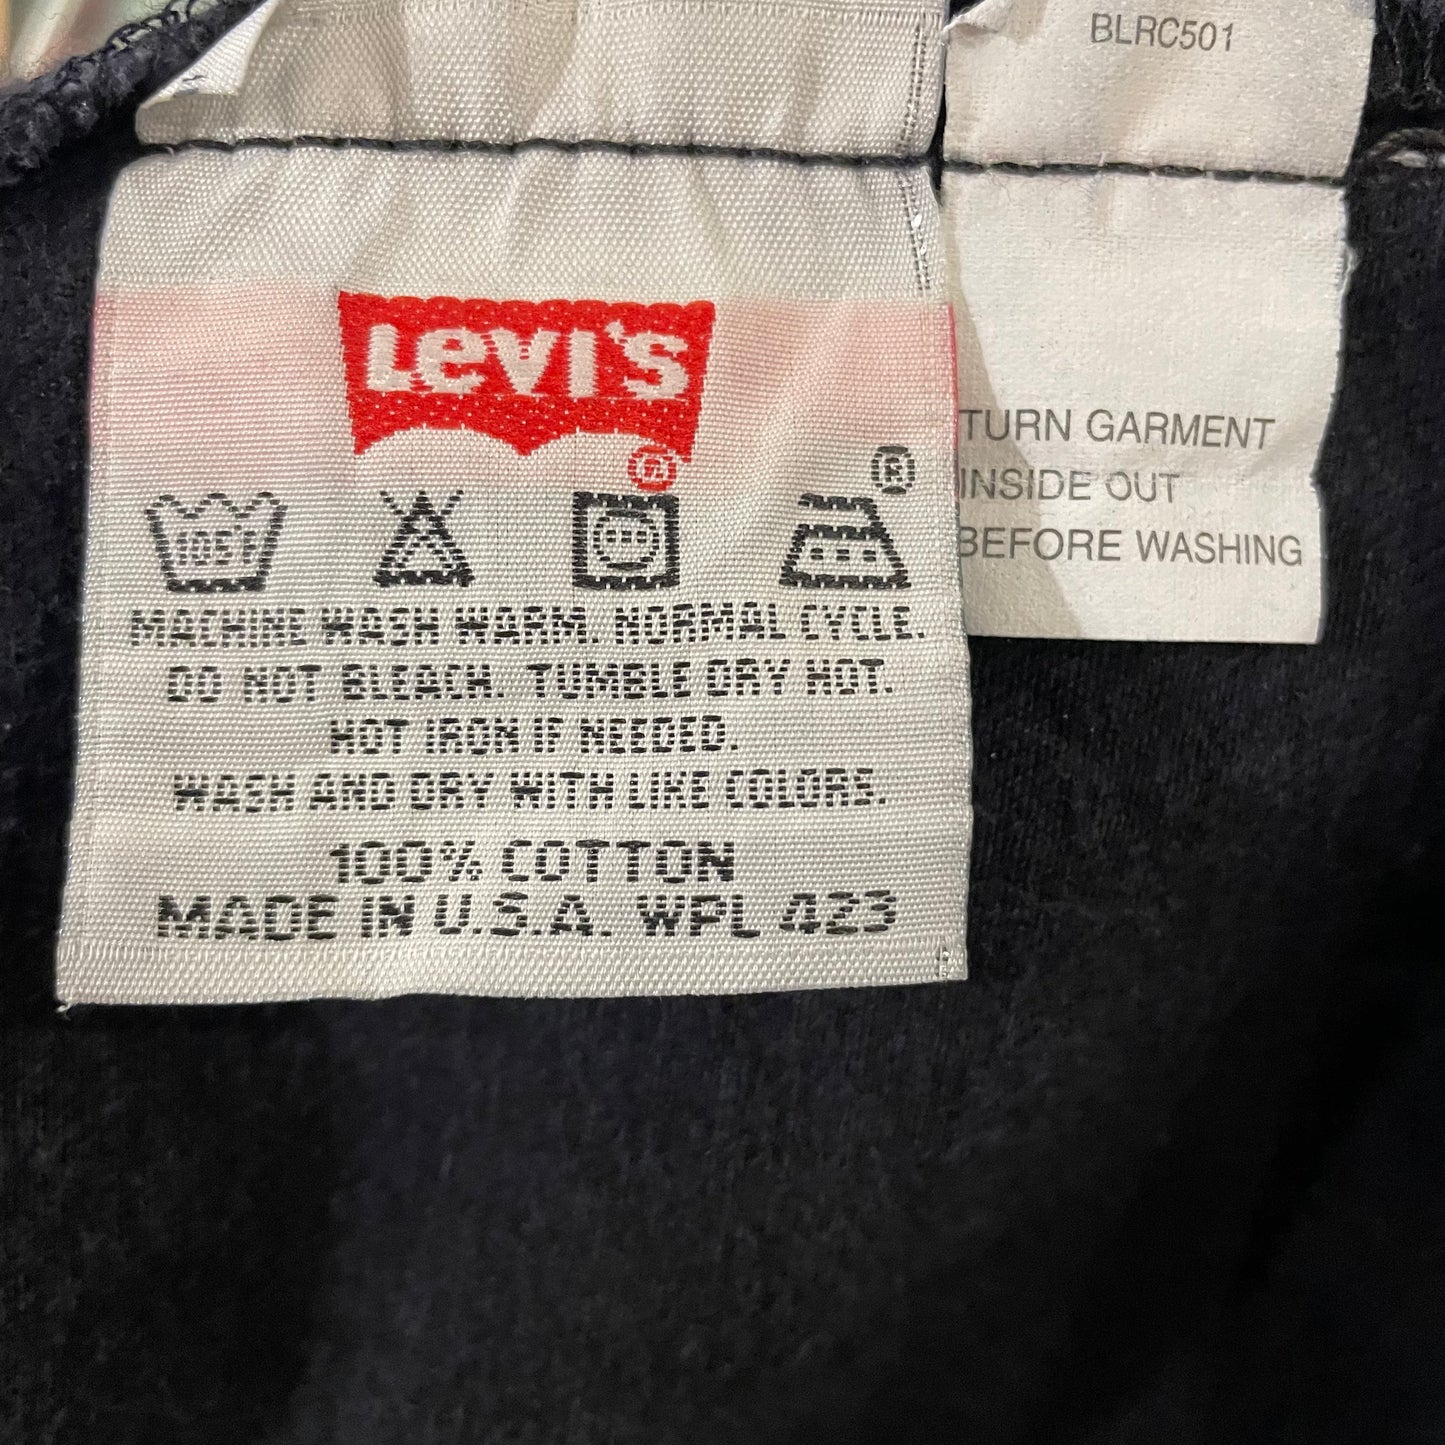 BLRC501
LEVI'S
®
®
105°F
MACHINE WASH WARM. NORMAL CYCLE.
DO NOT BLEACH. TUMBLE DRY HOT.
HOT IRON IF NEEDED.
WASH AND DRY WITH LIKE COLORS.
100% COTTON
MADE IN U.S.A. WPL 423
TURN GARMENT
INSIDE OUT
BEFORE WASHING